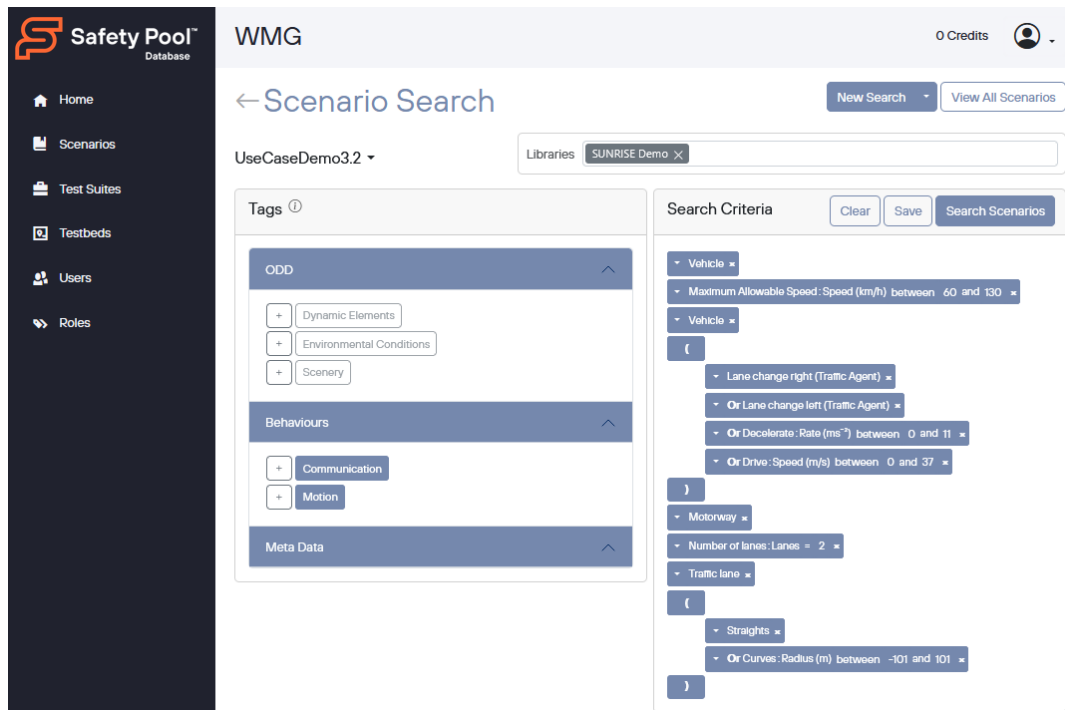 Safety Pool™
Database
WMG
0 Credits
Home
Scenarios
Test Suites
Testbeds
Users
Roles
←Scenario Search
New Search
View All Scenarios
UseCaseDemo3.2
Libraries SUNRISE Demo ×
Tags ⓘ
ODD
+ Dynamic Elements
+ Environmental Conditions
+ Scenery
Behaviours
+ Communication
+ Motion
Meta Data
Search Criteria Clear Save Search Scenarios
Vehicle ×
Maximum Allowable Speed: Speed (km/h) between 60 and 130 ×
Vehicle ×
(
Lane change right (Traffic Agent) ×
Or Lane change left (Traffic Agent) ×
Or Decelerate: Rate (ms⁻²) between 0 and 11 ×
Or Drive: Speed (m/s) between 0 and 37 ×
)
Motorway ×
Number of lanes: Lanes = 2 ×
Traffic lane ×
(
Straights ×
Or Curves: Radius (m) between -101 and 101 ×
)